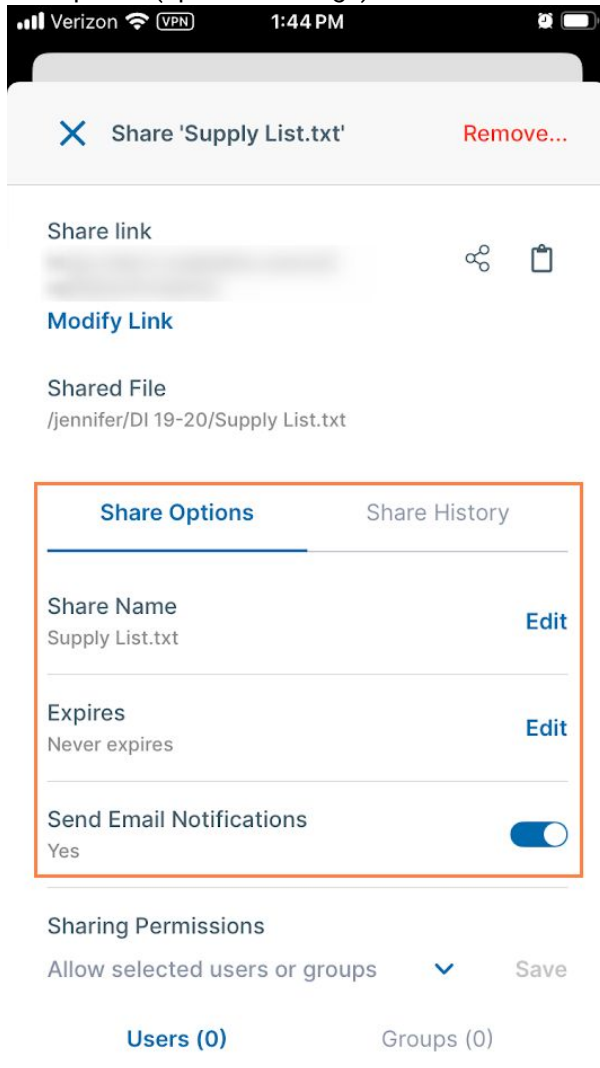 Verizon VPN 1:44 PM
Share 'Supply List.txt' Remove...
Share link
Modify Link
Shared File
/jennifer/DI 19-20/Supply List.txt
Share Options Share History
Share Name
Edit
Supply List.txt
Expires
Edit
Never expires
Send Email Notifications
Yes
Sharing Permissions
Allow selected users or groups Save
Users (0) Groups (0)